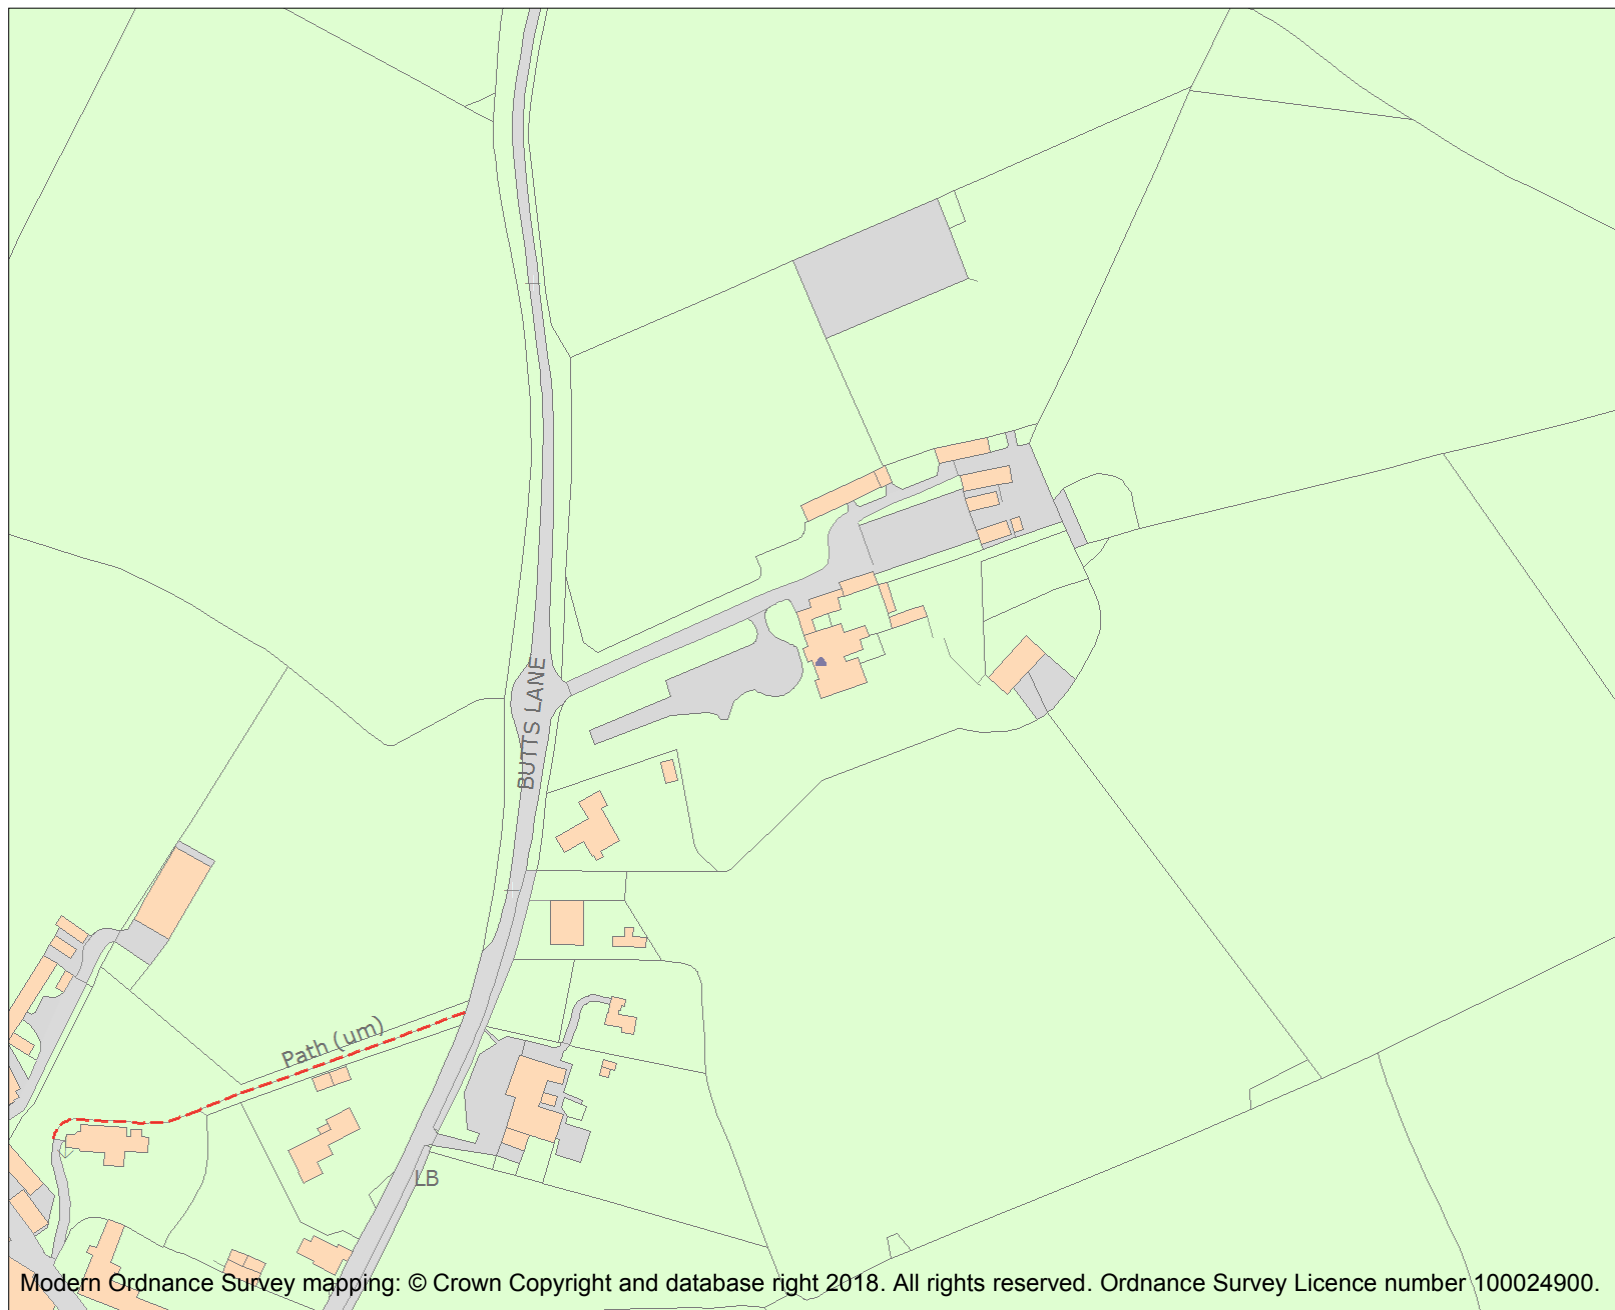 BUTTS LANE
Path (um)
LB
Modern Ordnance Survey mapping: © Crown Copyright and database right 2018. All rights reserved. Ordnance Survey Licence number 100024900.